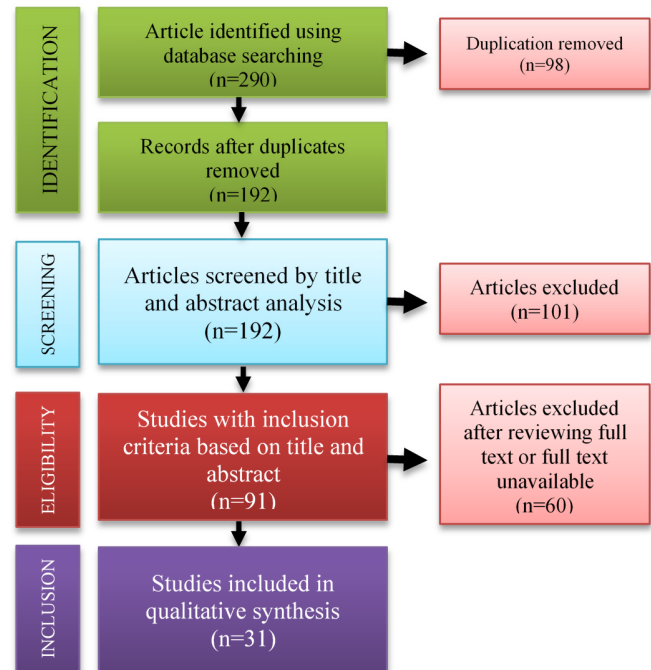 IDENTIFICATION
Article identified using
database searching
(n=290)
Duplication removed
(n=98)
Records after duplicates
removed
(n=192)
SCREENING
Articles screened by title
and abstract analysis
(n=192)
Articles excluded
(n=101)
ELIGIBILITY
Studies with inclusion
criteria based on title and
abstract
(n=91)
Articles excluded
after reviewing full
text or full text
unavailable
(n=60)
INCLUSION
Studies included in
qualitative synthesis
(n=31)